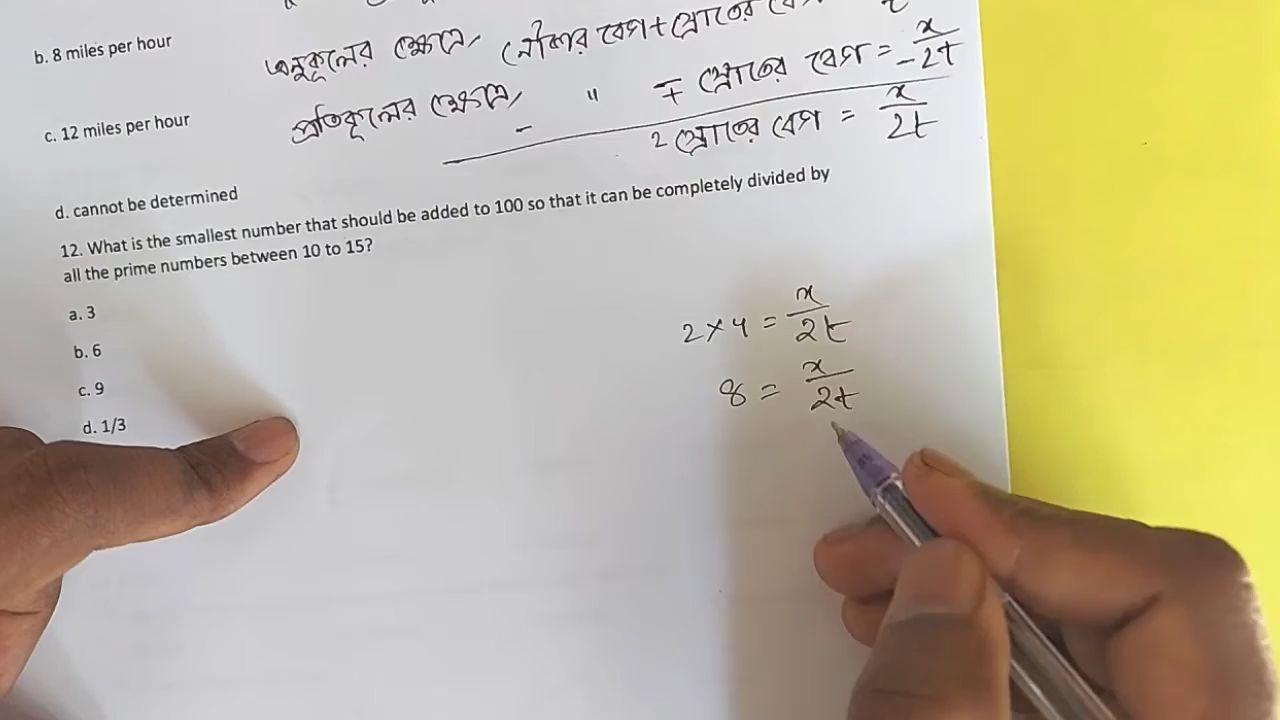 b. 8 miles per hour
অনুকূলের ক্ষেত্রে, নৌকার বেগ + স্রোতের
c. 12 miles per hour
প্রতিকূলের ক্ষেত্রে, " ∓ স্রোতের বেগ = -x/2t
2 স্রোতের বেগ = x/2t
d. cannot be determined
12. What is the smallest number that should be added to 100 so that it can be completely divided by
all the prime numbers between 10 to 15?
a. 3
b. 6
c. 9
d. 1/3
2 × 4 = x/2t
8 = x/2t